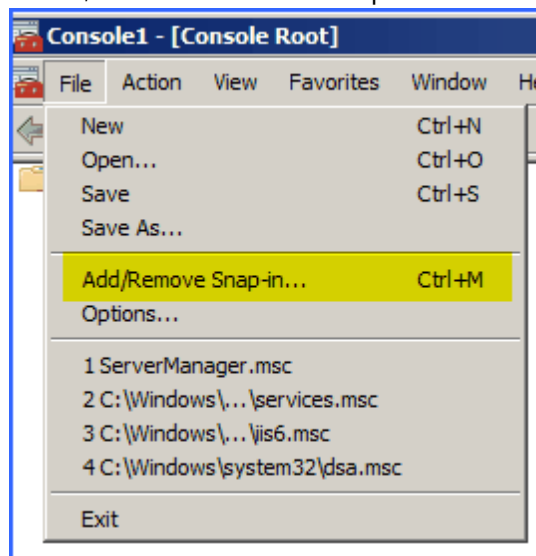 Console1 - [Console Root]
File Action View Favorites Window
New Ctrl+N
Open... Ctrl+O
Save Ctrl+S
Save As...
Add/Remove Snap-in... Ctrl+M
Options...
1 ServerManager.msc
2 C:\Windows\...\services.msc
3 C:\Windows\...\iis6.msc
4 C:\Windows\system32\dsa.msc
Exit